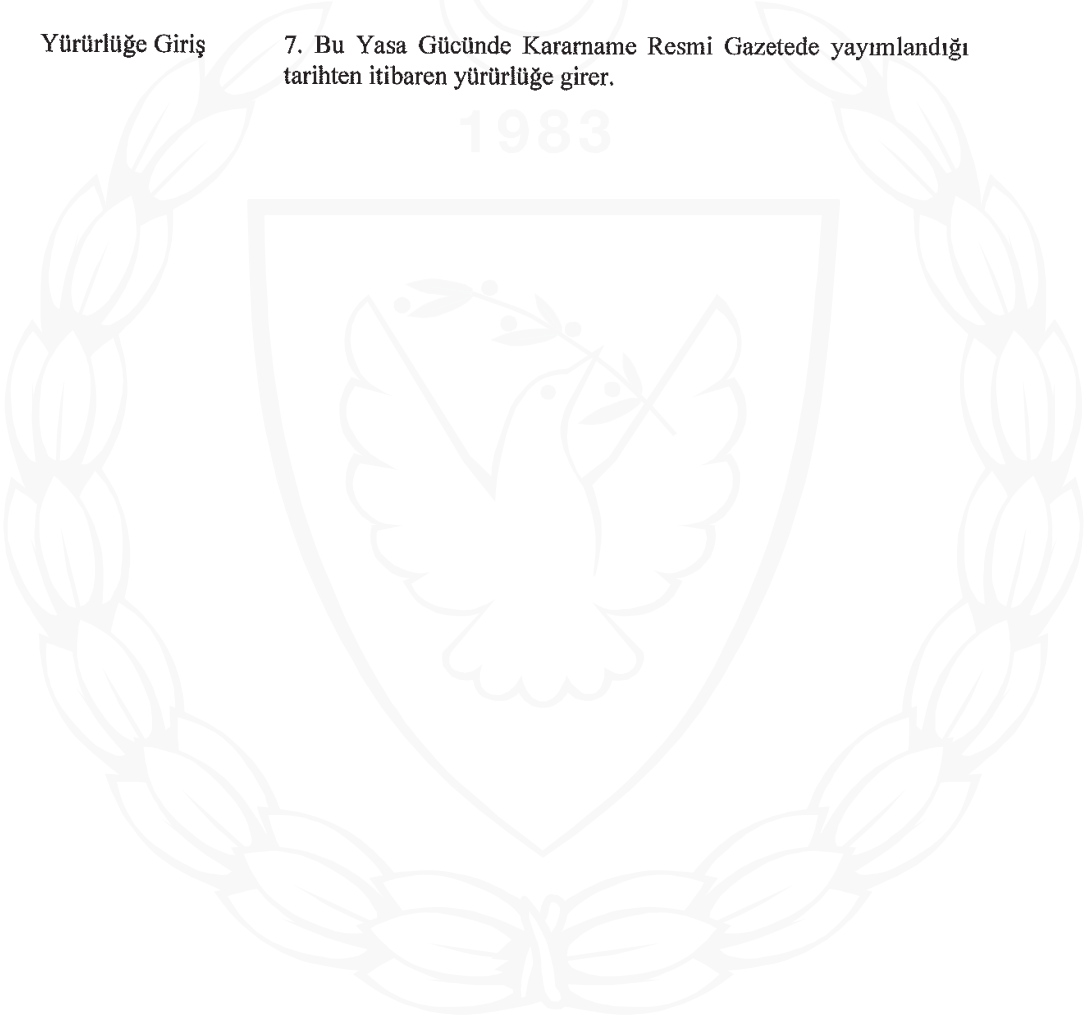 Yürürlüğe Giriş 7. Bu Yasa Gücünde Kararname Resmi Gazetede yayımlandığı
tarihten itibaren yürürlüğe girer.
1983